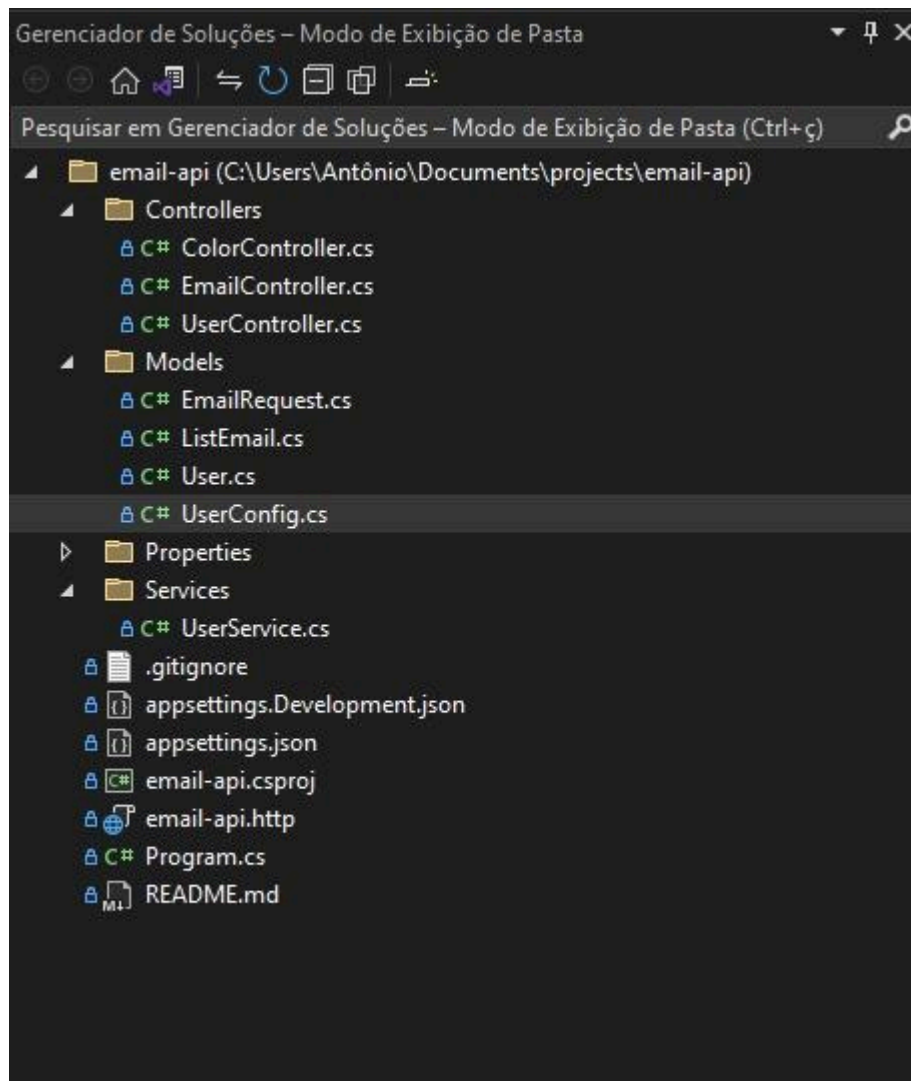 Gerenciador de Soluções – Modo de Exibição de Pasta
Pesquisar em Gerenciador de Soluções – Modo de Exibição de Pasta (Ctrl+ç)
email-api (C:\Users\Antônio\Documents\projects\email-api)
Controllers
C# ColorController.cs
C# EmailController.cs
C# UserController.cs
Models
C# EmailRequest.cs
C# ListEmail.cs
C# User.cs
C# UserConfig.cs
Properties
Services
C# UserService.cs
.gitignore
appsettings.Development.json
appsettings.json
C# email-api.csproj
email-api.http
C# Program.cs
M↓ README.md